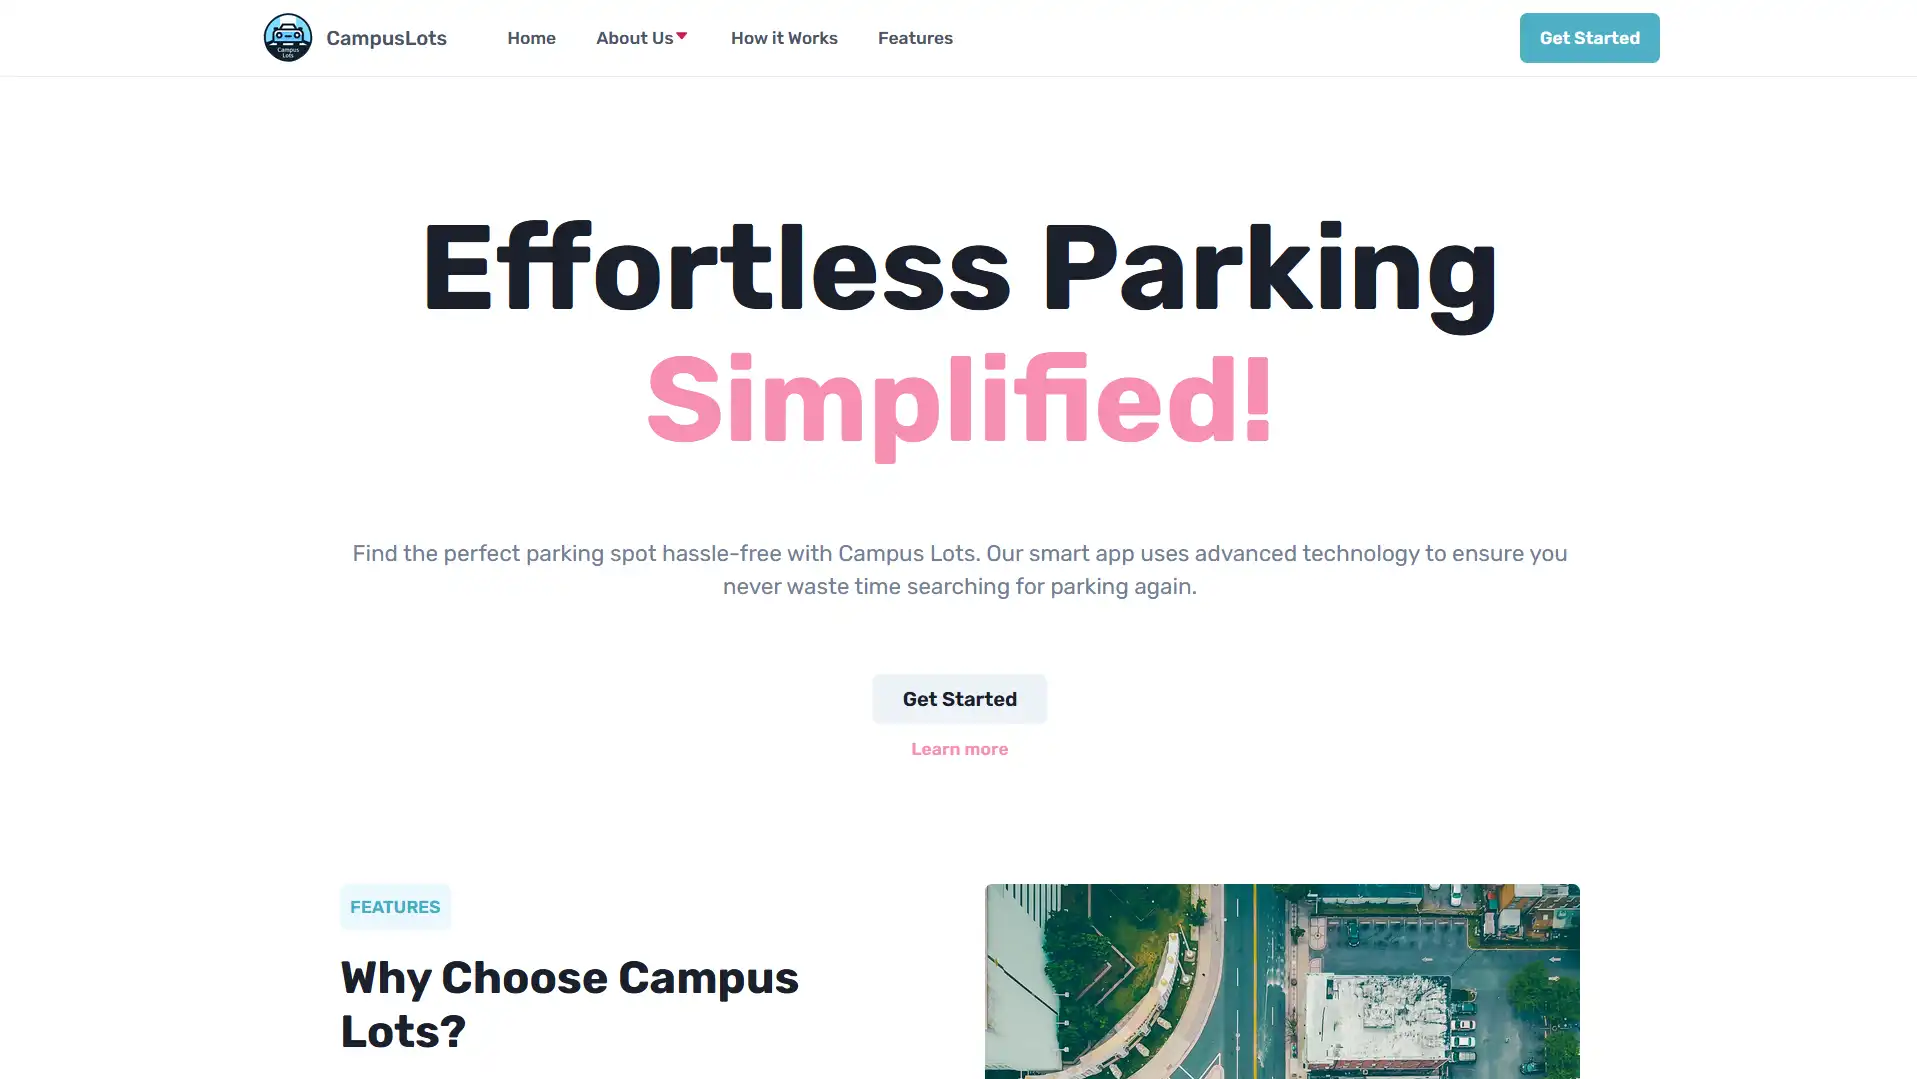 Campus
Lots
CampusLots
Home
About Us
How it Works
Features
Get Started
Effortless Parking
Simplified!
Find the perfect parking spot hassle-free with Campus Lots. Our smart app uses advanced technology to ensure you
never waste time searching for parking again.
Get Started
Learn more
FEATURES
Why Choose Campus
Lots?